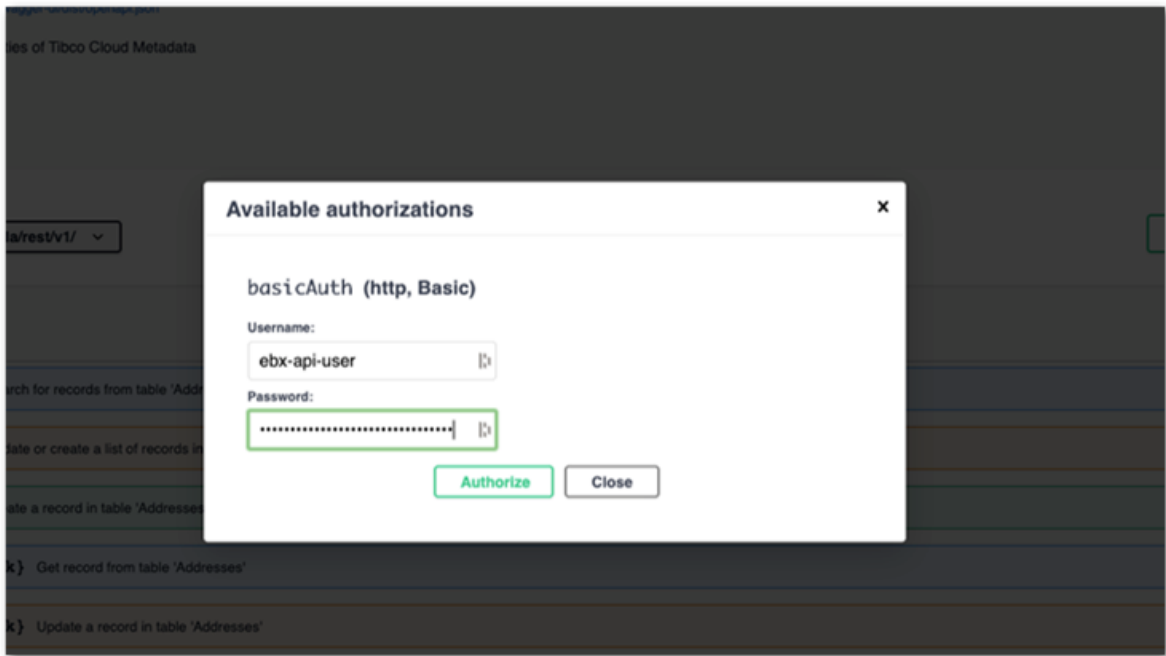 ies of Tibco Cloud Metadata
Available authorizations
×
la/rest/v1/
basicAuth (http, Basic)
Username:
ebx-api-user
Password:
••••••••••••••••••••••••••••••••
Authorize
Close
rch for records from table 'Addr
date or create a list of records in
ate a record in table 'Addresses
k} Get record from table 'Addresses'
k} Update a record in table 'Addresses'